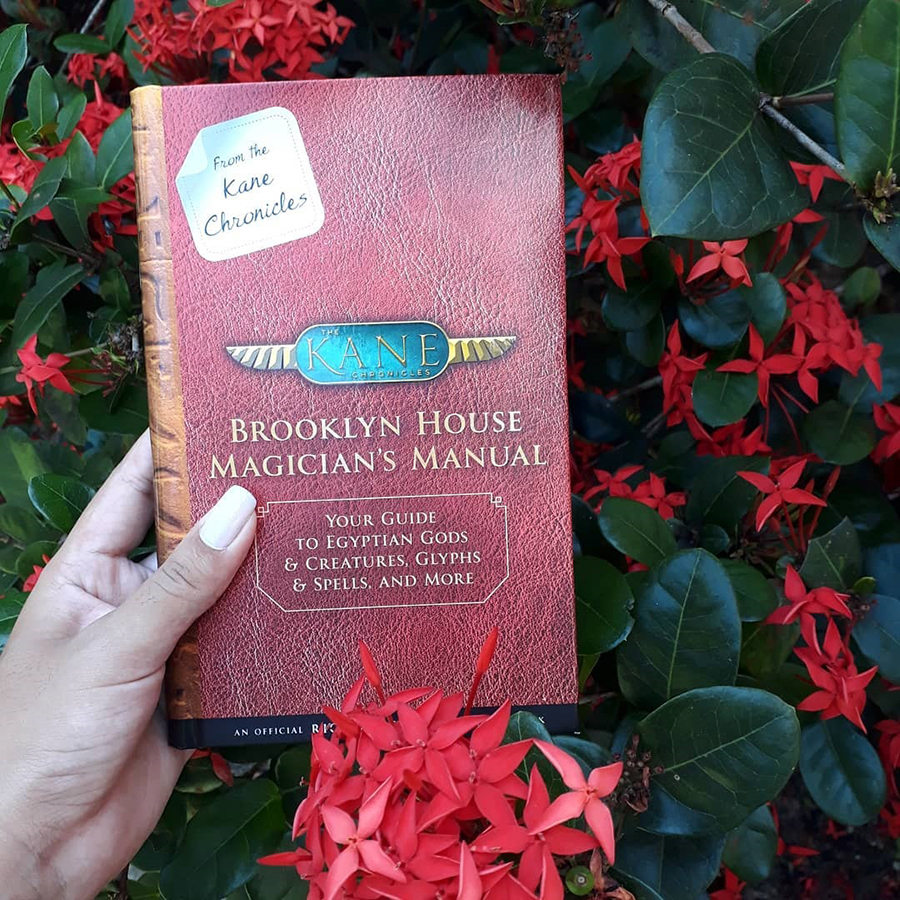 From the
Kane
Chronicles
THE
KANE
CHRONICLES
BROOKLYN HOUSE
MAGICIAN'S MANUAL
YOUR GUIDE
TO EGYPTIAN GODS
& CREATURES, GLYPHS
& SPELLS, AND MORE
AN OFFICIAL